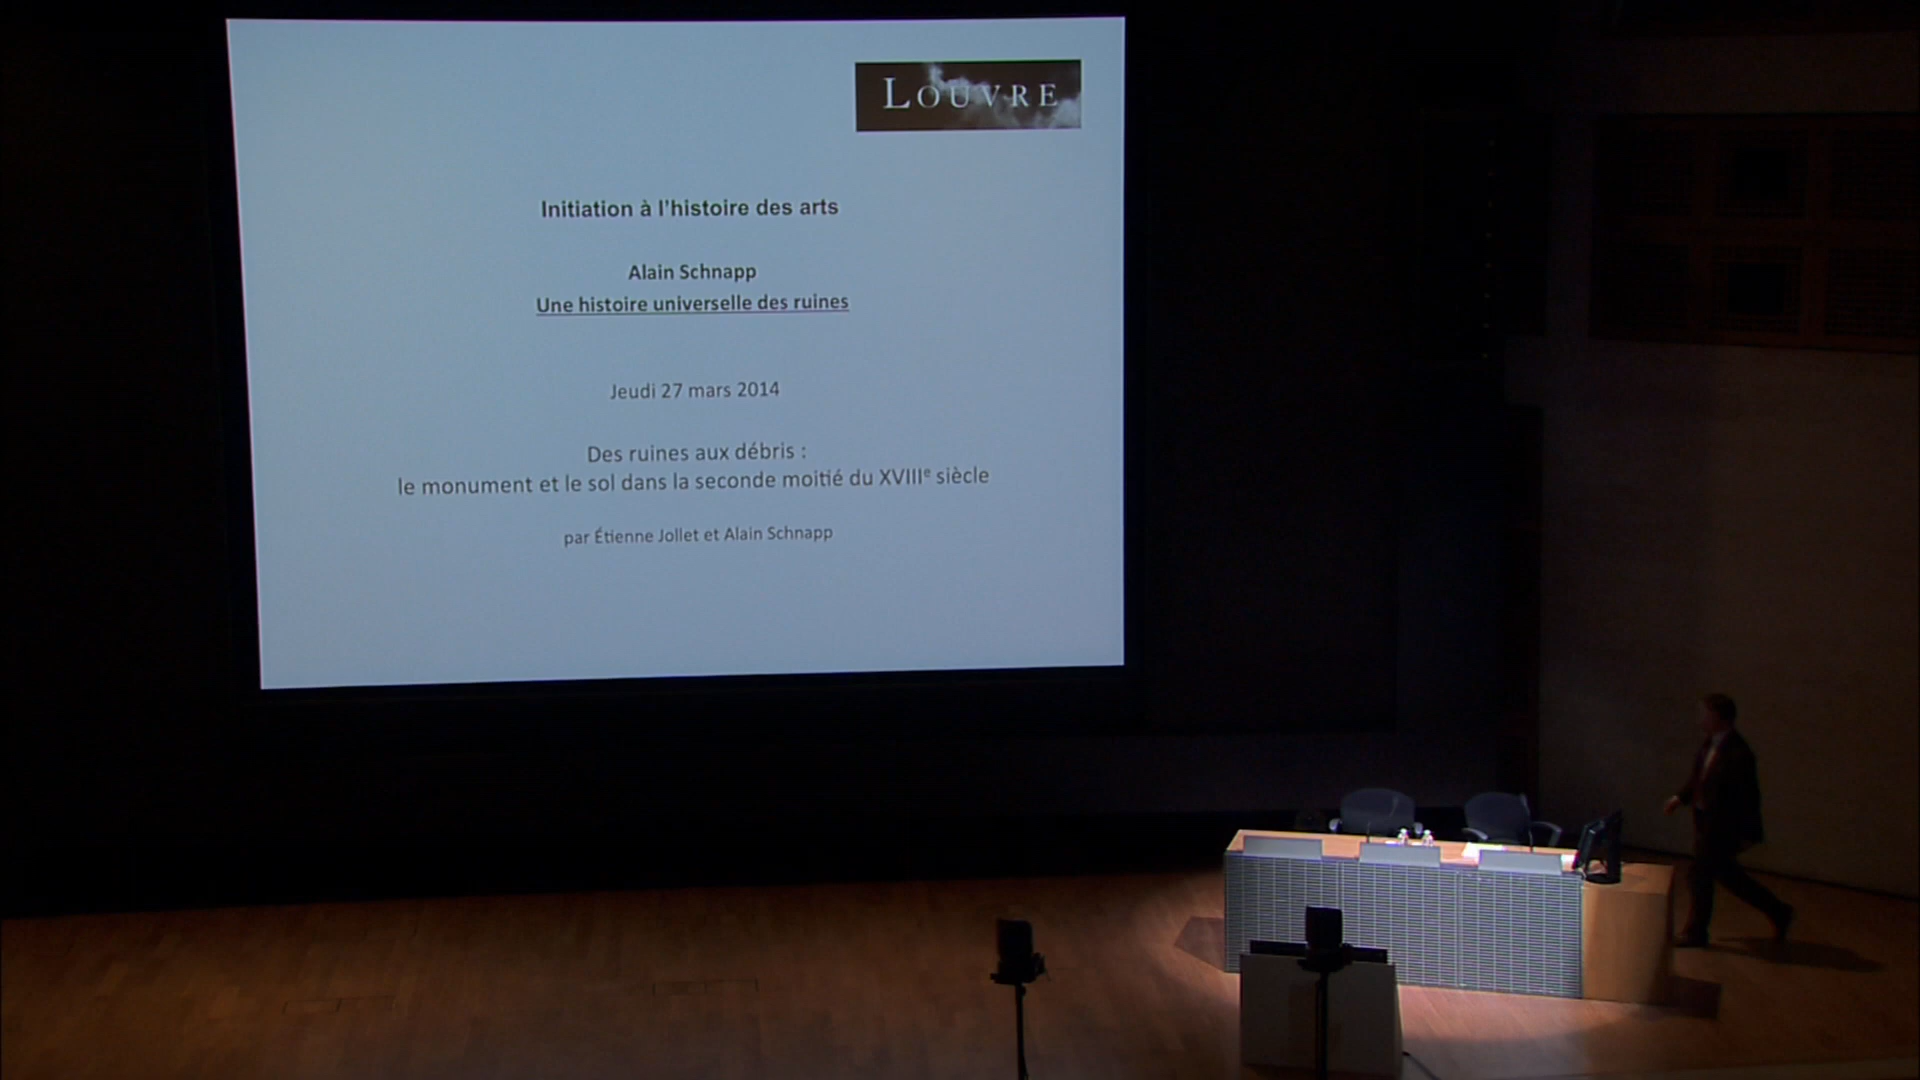 LOUVRE
Initiation à l'histoire des arts
Alain Schnapp
Une histoire universelle des ruines
Jeudi 27 mars 2014
Des ruines aux débris :
le monument et le sol dans la seconde moitié du XVIIIe siècle
par Étienne Jollet et Alain Schnapp